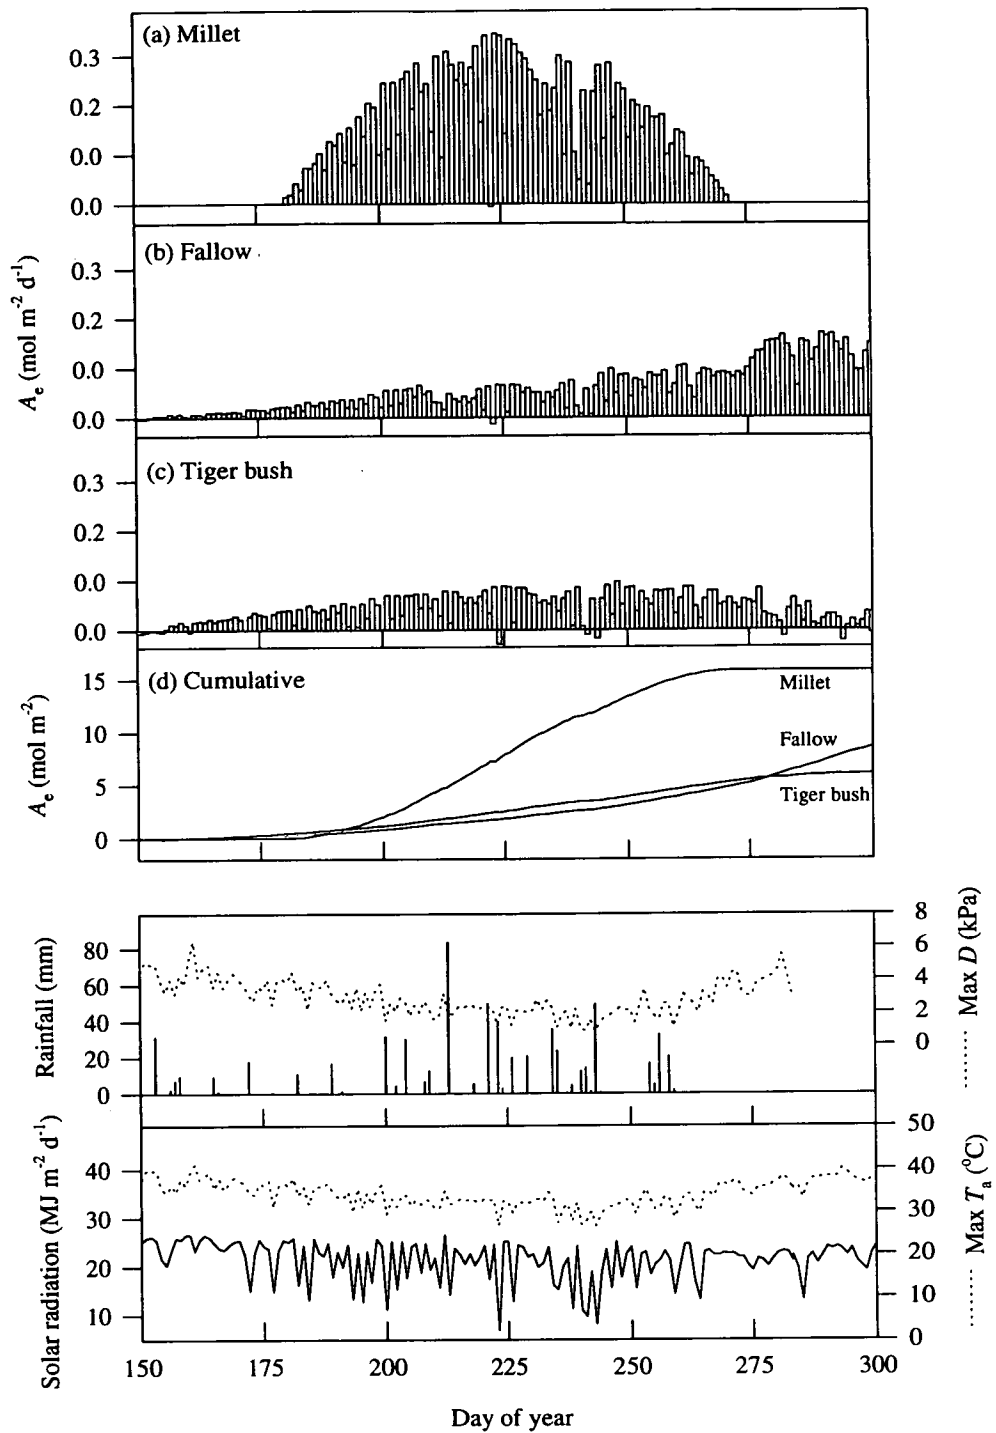 (a) Millet
0.3
0.2
0.0
0.0
(b) Fallow
0.3
0.2
0.0
0.0
A_e (mol m^-2 d^-1)
(c) Tiger bush
0.3
0.2
0.0
0.0
(d) Cumulative
15
10
5
0
A_e (mol m^-2)
Millet
Fallow
Tiger bush
80
60
40
20
0
Rainfall (mm)
8
6
4
2
0
Max D (kPa)
40
30
20
10
Solar radiation (MJ m^-2 d^-1)
50
40
30
20
10
0
Max T_a (°C)
150 175 200 225 250 275 300
Day of year